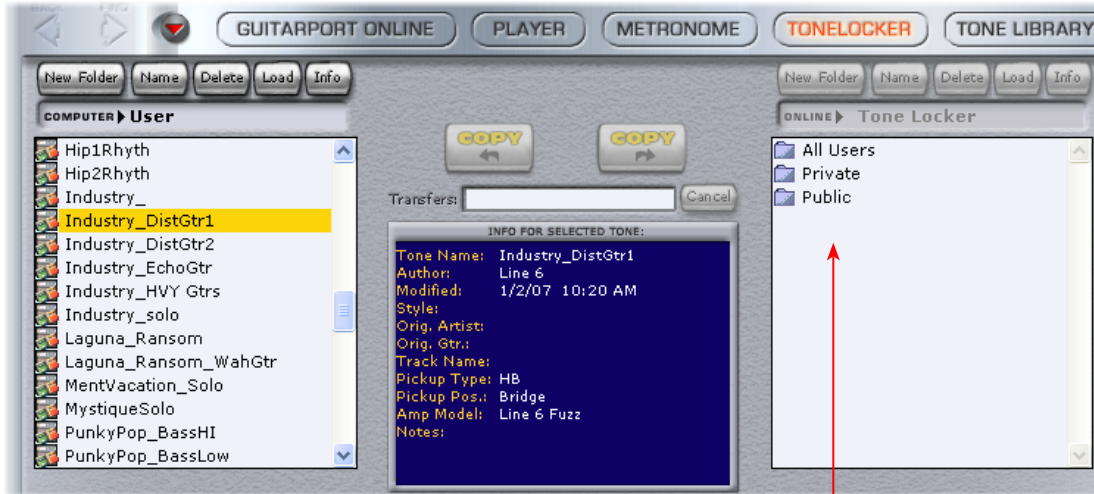 BACK FWD
GUITARPORT ONLINE PLAYER METRONOME TONELOCKER TONE LIBRARY
New Folder Name Delete Load Info
COMPUTER User
Hip1Rhyth
Hip2Rhyth
Industry_
Industry_DistGtr1
Industry_DistGtr2
Industry_EchoGtr
Industry_HVY Gtrs
Industry_solo
Laguna_Ransom
Laguna_Ransom_WahGtr
MentVacation_Solo
MystiqueSolo
PunkyPop_BassHI
PunkyPop_BassLow
COPY COPY
Transfers: Cancel
INFO FOR SELECTED TONE:
Tone Name: Industry_DistGtr1
Author: Line 6
Modified: 1/2/07 10:20 AM
Style:
Orig. Artist:
Orig. Gtr.:
Track Name:
Pickup Type: HB
Pickup Pos.: Bridge
Amp Model: Line 6 Fuzz
Notes:
New Folder Name Delete Load Info
ONLINE Tone Locker
All Users
Private
Public